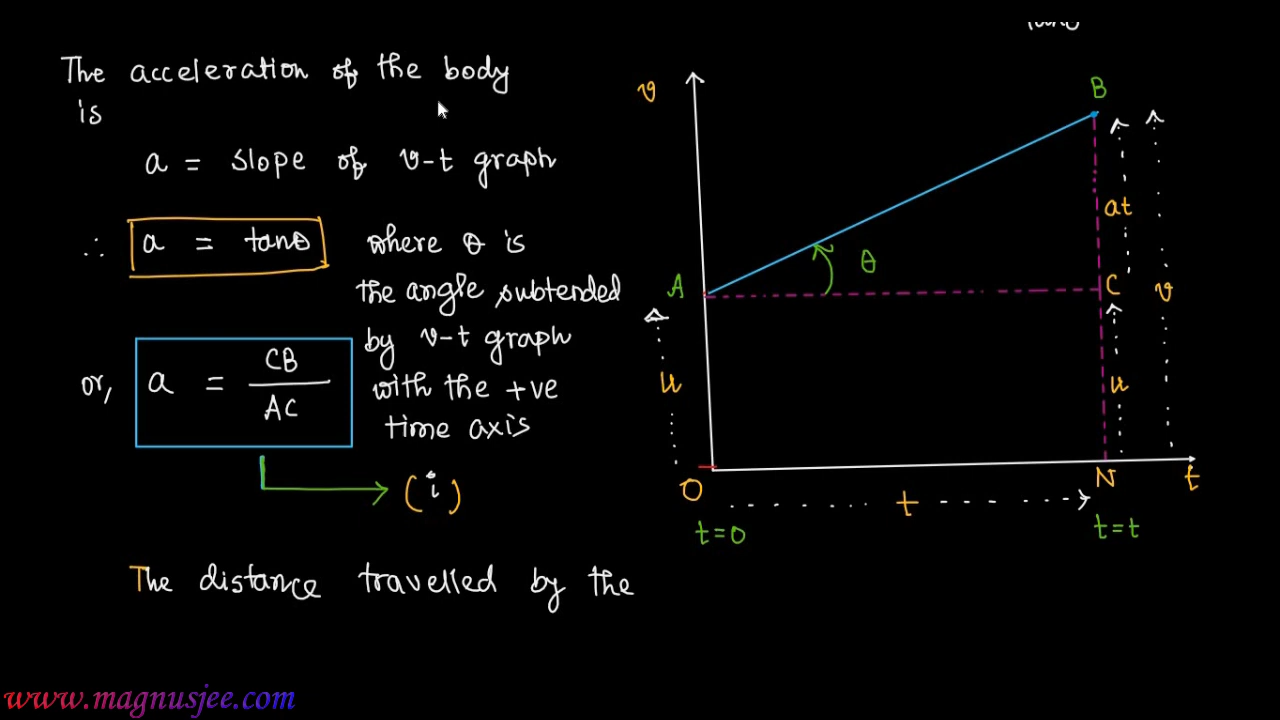 The acceleration of the body
is
a = slope of v-t graph
∴ a = tanθ where θ is
the angle subtended
by v-t graph
or, a = CB
AC
with the +ve
time axis
(i)
The distance travelled by the
v
B
at
θ
A
C
v
u
u
O
N
t
t
t=0
t=t
www.magnusjee.com